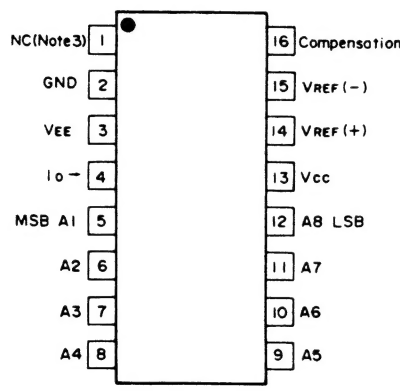 NC(Note3) 1 16 Compensation
GND 2 15 VREF (-)
VEE 3 14 VREF (+)
Io→ 4 13 Vcc
MSB A1 5 12 A8 LSB
A2 6 11 A7
A3 7 10 A6
A4 8 9 A5